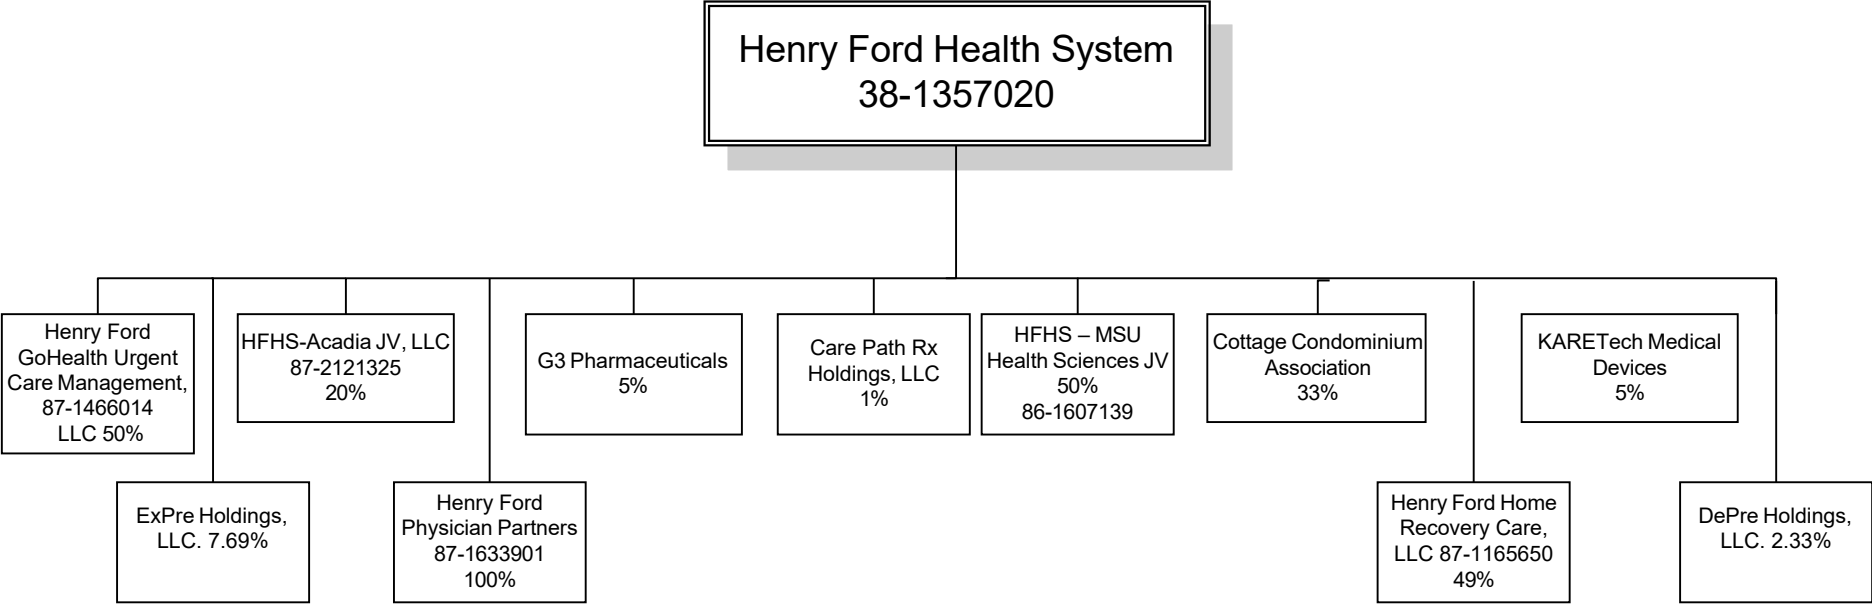 Henry Ford Health System
38-1357020
Henry Ford
GoHealth Urgent
Care Management,
87-1466014
LLC 50%
HFHS-Acadia JV, LLC
87-2121325
20%
G3 Pharmaceuticals
5%
Care Path Rx
Holdings, LLC
1%
HFHS – MSU
Health Sciences JV
50%
86-1607139
Cottage Condominium
Association
33%
KARETech Medical
Devices
5%
ExPre Holdings,
LLC. 7.69%
Henry Ford
Physician Partners
87-1633901
100%
Henry Ford Home
Recovery Care,
LLC 87-1165650
49%
DePre Holdings,
LLC. 2.33%